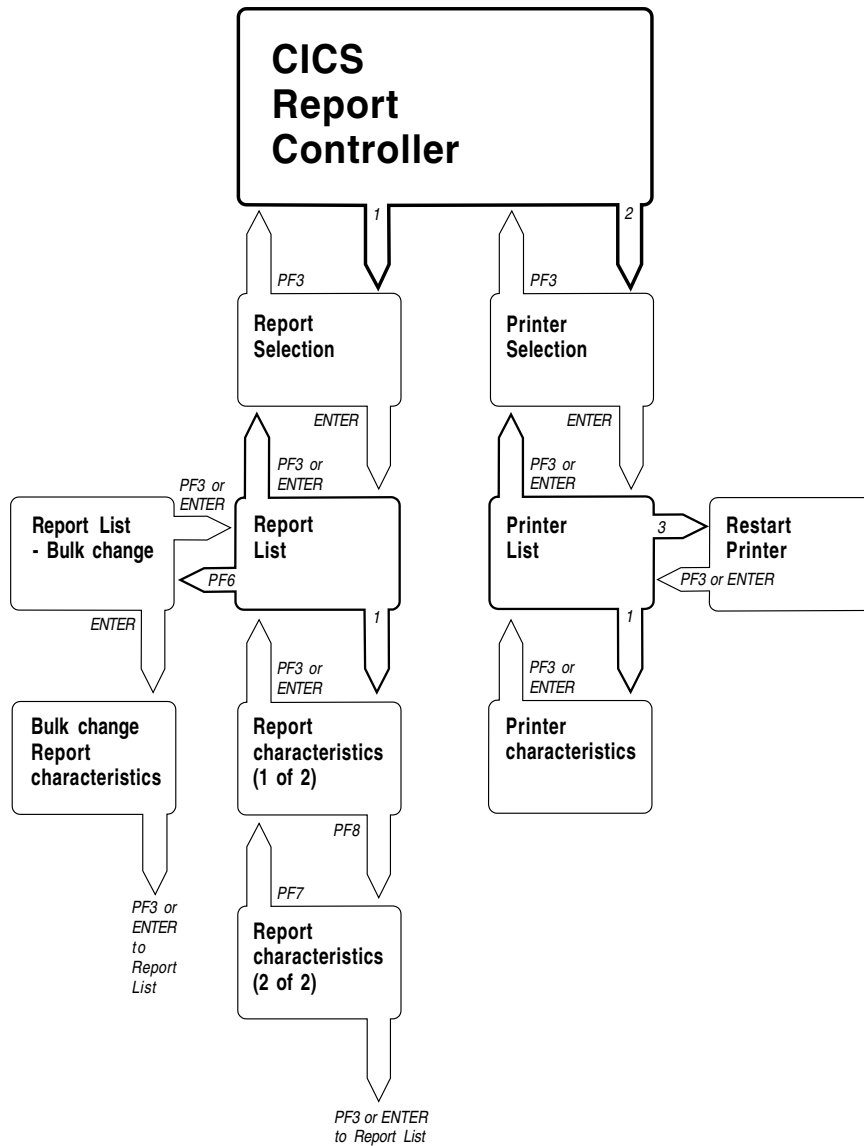 CICS
Report
Controller
1
2
PF3
PF3
Report
Selection
Printer
Selection
ENTER
ENTER
PF3 or
ENTER
PF3 or
ENTER
PF3 or
ENTER
Report List
- Bulk change
Report
List
Printer
List
3
Restart
Printer
PF6
PF3 or ENTER
ENTER
1
1
PF3 or
ENTER
PF3 or
ENTER
Bulk change
Report
characteristics
Report
characteristics
(1 of 2)
Printer
characteristics
PF8
PF7
PF3 or
ENTER
to
Report
List
Report
characteristics
(2 of 2)
PF3 or ENTER
to Report List